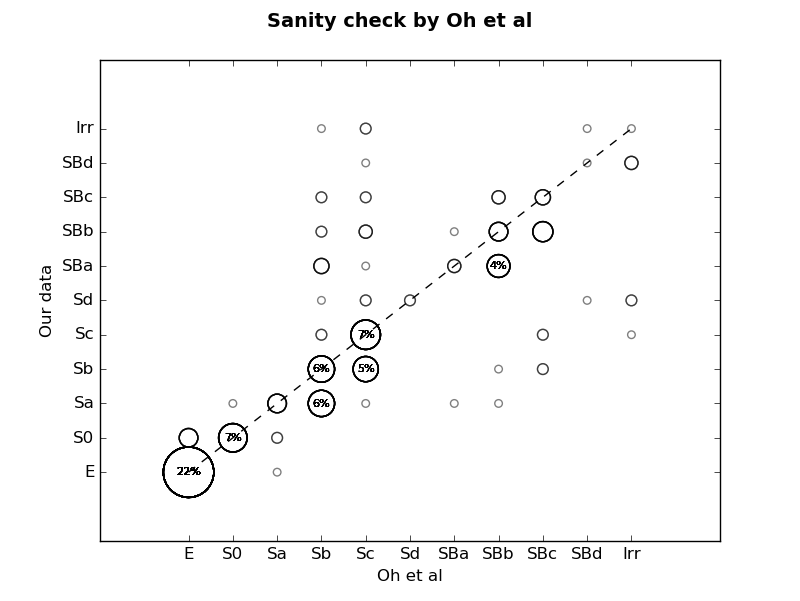 Sanity check by Oh et al
Irr
SBd
SBc
SBb
SBa
4%
Sd
Sc
7%
Sb
6%
5%
Sa
6%
S0
7%
E
22%
Our data
E
S0
Sa
Sb
Sc
Sd
SBa
SBb
SBc
SBd
Irr
Oh et al